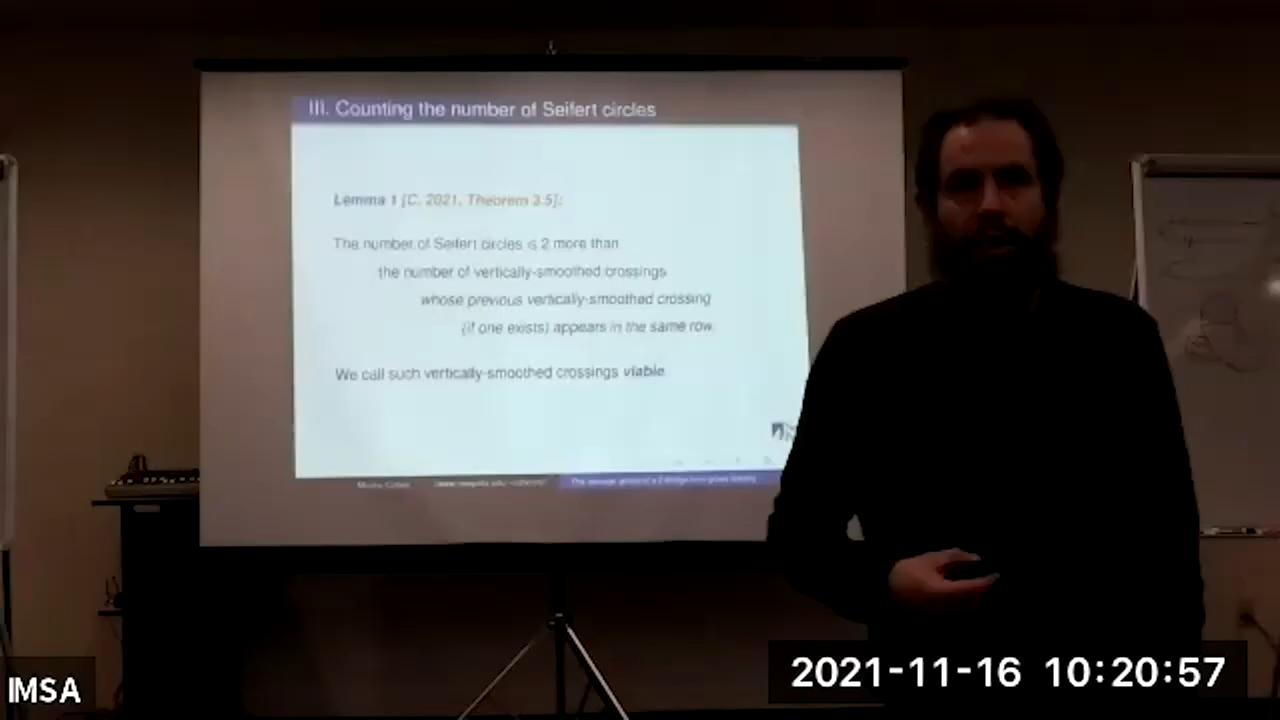 III. Counting the number of Seifert circles
Lemma 1 [C. 2021, Theorem 3.5]:
The number of Seifert circles is 2 more than
the number of vertically-smoothed crossings
whose previous vertically-smoothed crossing
(if one exists) appears in the same row.
We call such vertically-smoothed crossings viable.
2021-11-16 10:20:57
IMSA